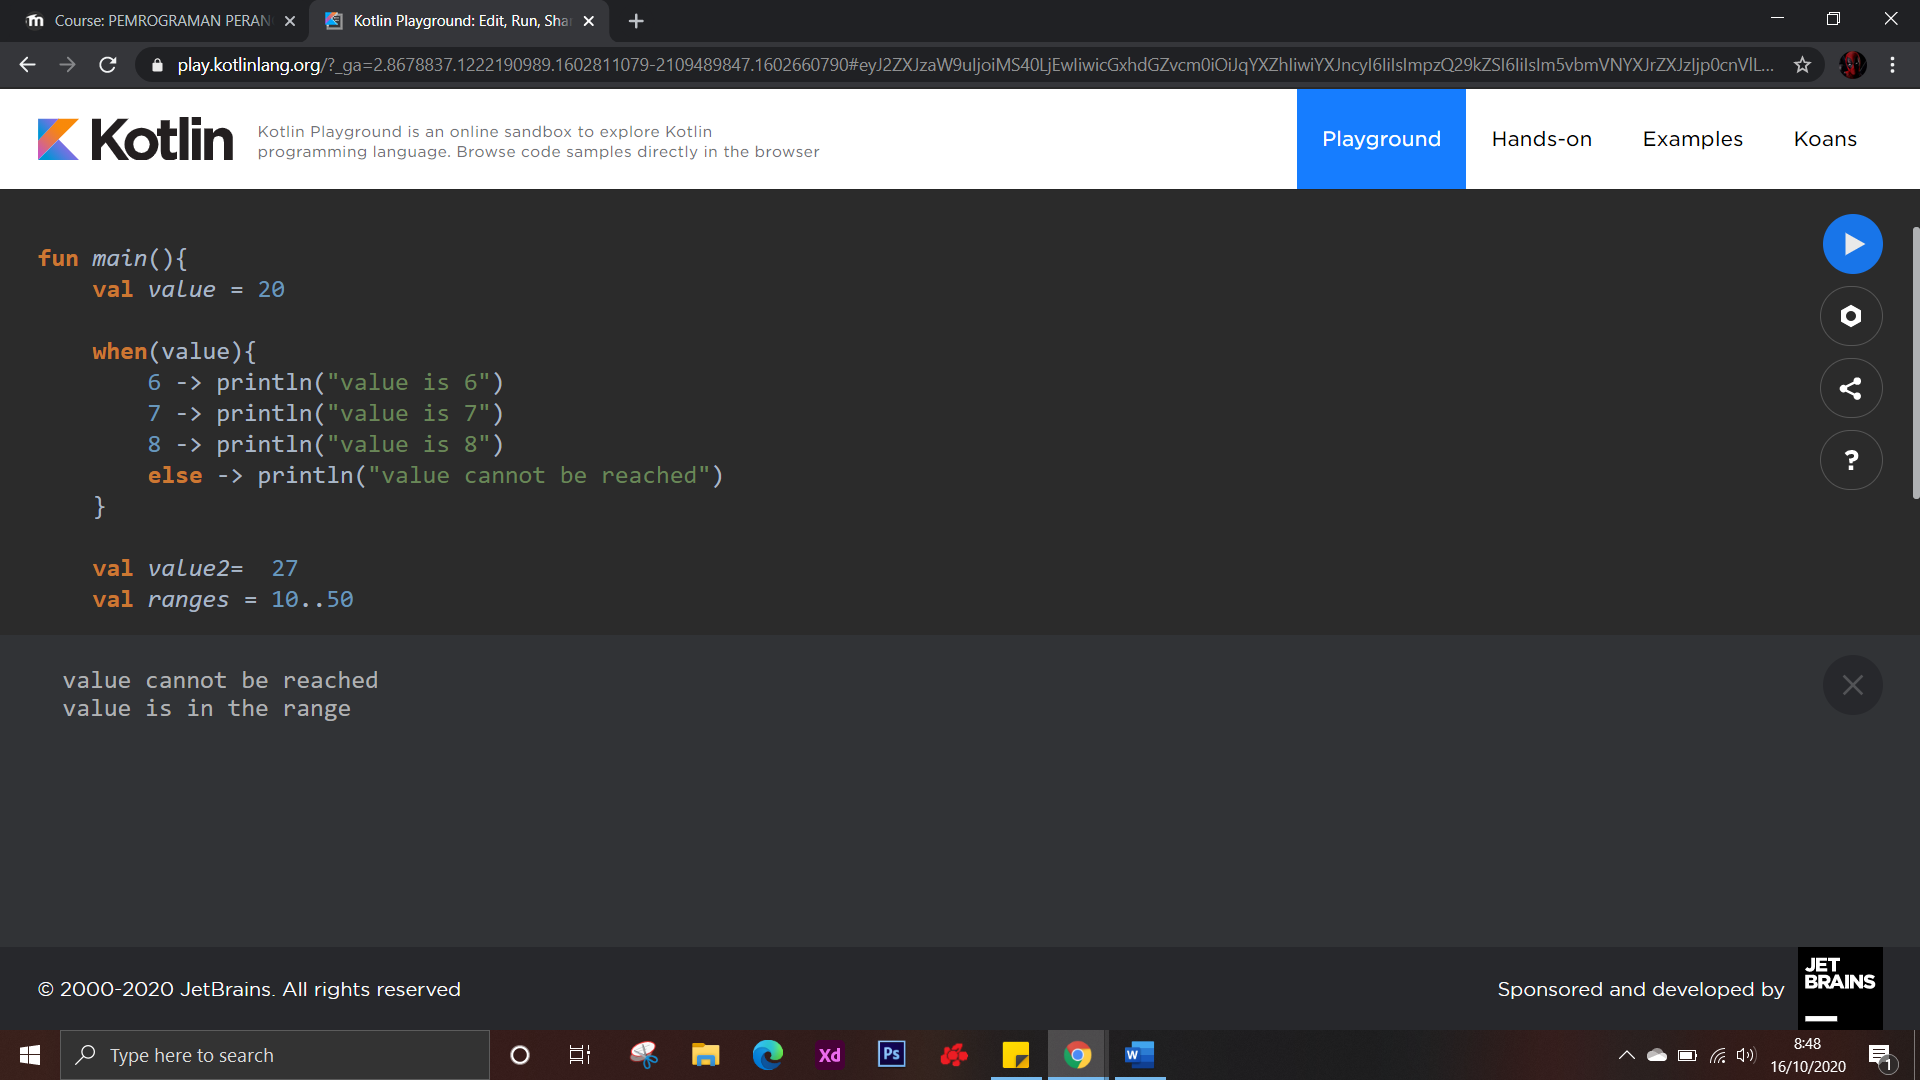 Course: PEMROGRAMAN PERAN
Kotlin Playground: Edit, Run, Shar
play.kotlinlang.org/?_ga=2.8678837.1222190989.1602811079-2109489847.1602660790#
Kotlin
Kotlin Playground is an online sandbox to explore Kotlin
programming language. Browse code samples directly in the browser
Playground
Hands-on
Examples
Koans
fun main(){
val value = 20
when(value){
6 -> println("value is 6")
7 -> println("value is 7")
8 -> println("value is 8")
else -> println("value cannot be reached")
}
val value2=  27
val ranges = 10..50
?
value cannot be reached
value is in the range
© 2000-2020 JetBrains. All rights reserved
Sponsored and developed by
JET
BRAINS
Type here to search
Xd
Ps
W
8:48
16/10/2020
1